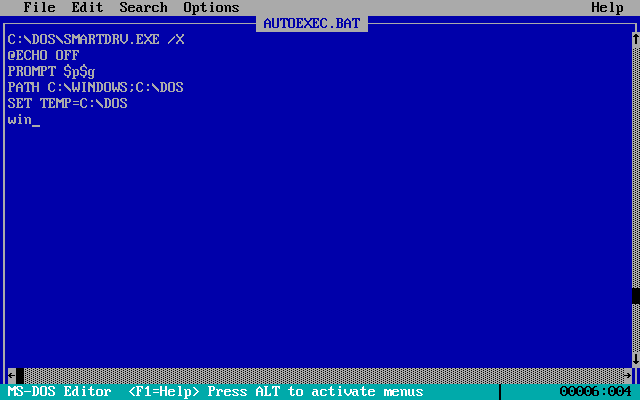 File Edit Search Options Help
AUTOEXEC.BAT
C:\DOS\SMARTDRV.EXE /X
@ECHO OFF
PROMPT $p$g
PATH C:\WINDOWS;C:\DOS
SET TEMP=C:\DOS
win_
MS-DOS Editor <F1=Help> Press ALT to activate menus 00006:004